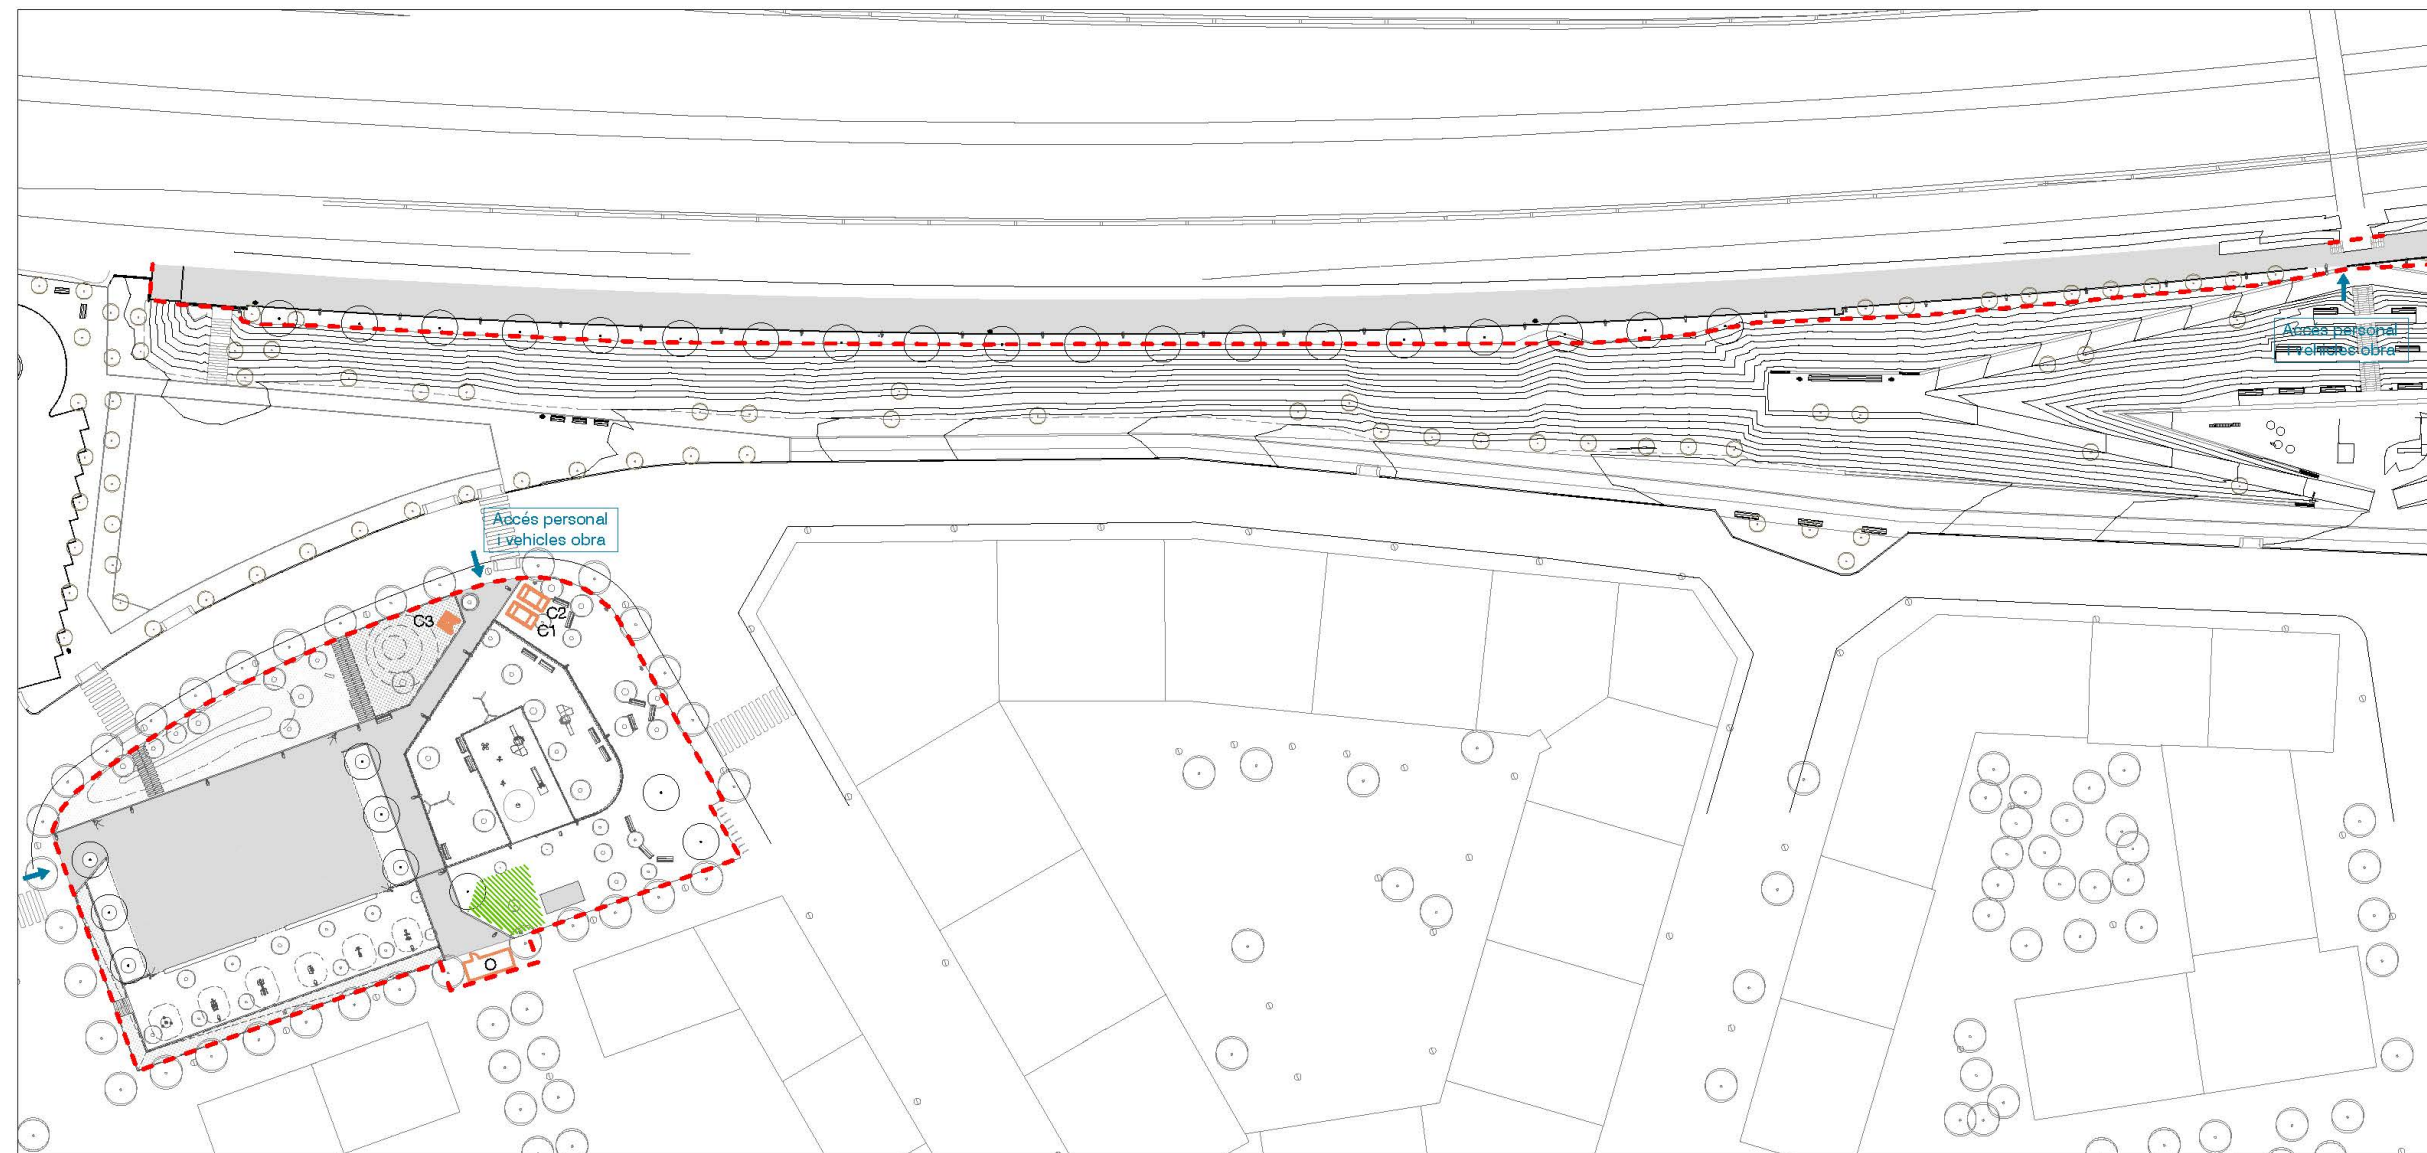 Accés personal
i vehicles obra
Accés personal
i vehicles obra
C3
C2
C1
O